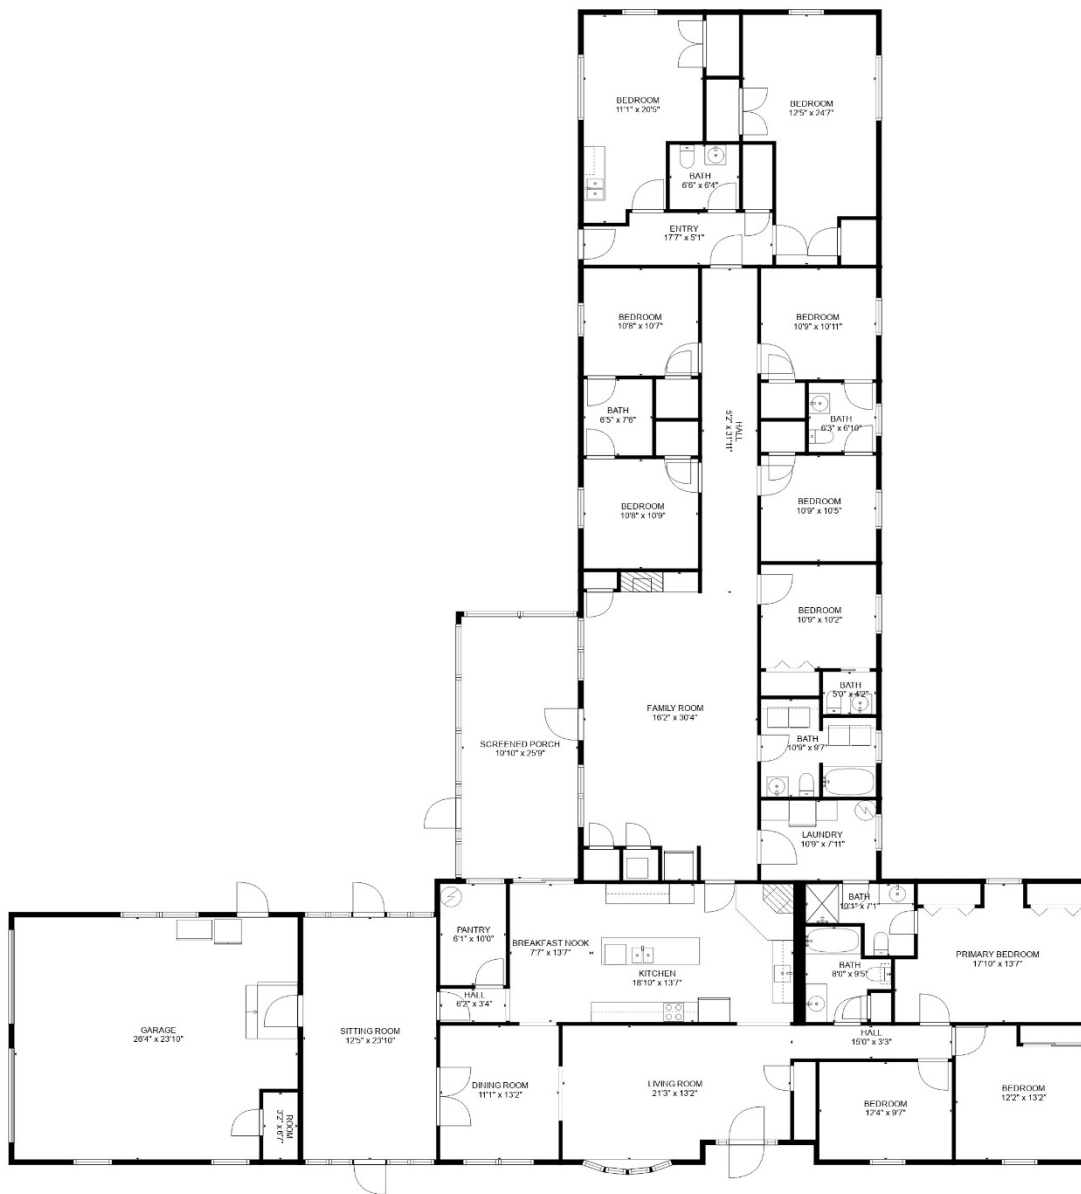 BEDROOM
11'1" x 20'5"
BEDROOM
12'5" x 24'7"
BATH
6'6" x 6'4"
ENTRY
17'7" x 5'1"
BEDROOM
10'8" x 10'7"
BEDROOM
10'9" x 10'11"
BATH
6'5" x 7'6"
HALL
5'2" x 31'11"
BATH
6'3" x 6'10"
BEDROOM
10'8" x 10'9"
BEDROOM
10'9" x 10'5"
BEDROOM
10'9" x 10'2"
BATH
5'0" x 4'2"
FAMILY ROOM
16'2" x 30'4"
SCREENED PORCH
10'10" x 25'9"
BATH
10'9" x 9'7"
LAUNDRY
10'9" x 7'11"
BATH
10'1" x 7'1"
PANTRY
6'1" x 10'0"
BREAKFAST NOOK
7'7" x 13'7"
KITCHEN
18'10" x 13'7"
BATH
8'0" x 9'5"
PRIMARY BEDROOM
17'10" x 13'7"
HALL
6'2" x 3'4"
GARAGE
26'4" x 23'10"
SITTING ROOM
12'5" x 23'10"
HALL
15'0" x 3'3"
DINING ROOM
11'1" x 13'2"
LIVING ROOM
21'3" x 13'2"
BEDROOM
12'4" x 9'7"
BEDROOM
12'2" x 13'2"
ROOM
3'2" x 6'7"